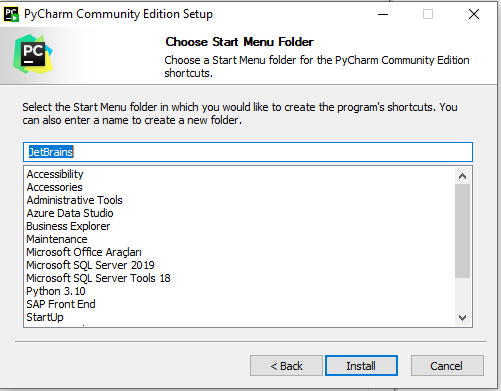 PyCharm Community Edition Setup
PC
Choose Start Menu Folder
Choose a Start Menu folder for the PyCharm Community Edition
shortcuts.
Select the Start Menu folder in which you would like to create the program's shortcuts. You
can also enter a name to create a new folder.
JetBrains
Accessibility
Accessories
Administrative Tools
Azure Data Studio
Business Explorer
Maintenance
Microsoft Office Araçları
Microsoft SQL Server 2019
Microsoft SQL Server Tools 18
Python 3.10
SAP Front End
StartUp
< Back
Install
Cancel